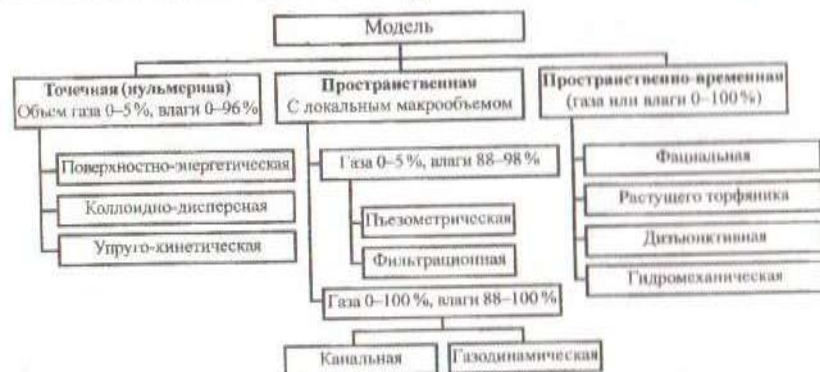 Модель
Точечная (нульмерная)
Объем газа 0–5 %, влаги 0–96 %
Поверхностно-энергетическая
Коллоидно-дисперсная
Упруго-кинетическая
Пространственная
С локальным макрообъемом
Газа 0–5 %, влаги 88–98 %
Пьезометрическая
Фильтрационная
Газа 0–100 %, влаги 88–100 %
Канальная
Газодинамическая
Пространственно-временная
(газа или влаги 0–100 %)
Фациальная
Растущего торфяника
Дизъюнктивная
Гидромеханическая